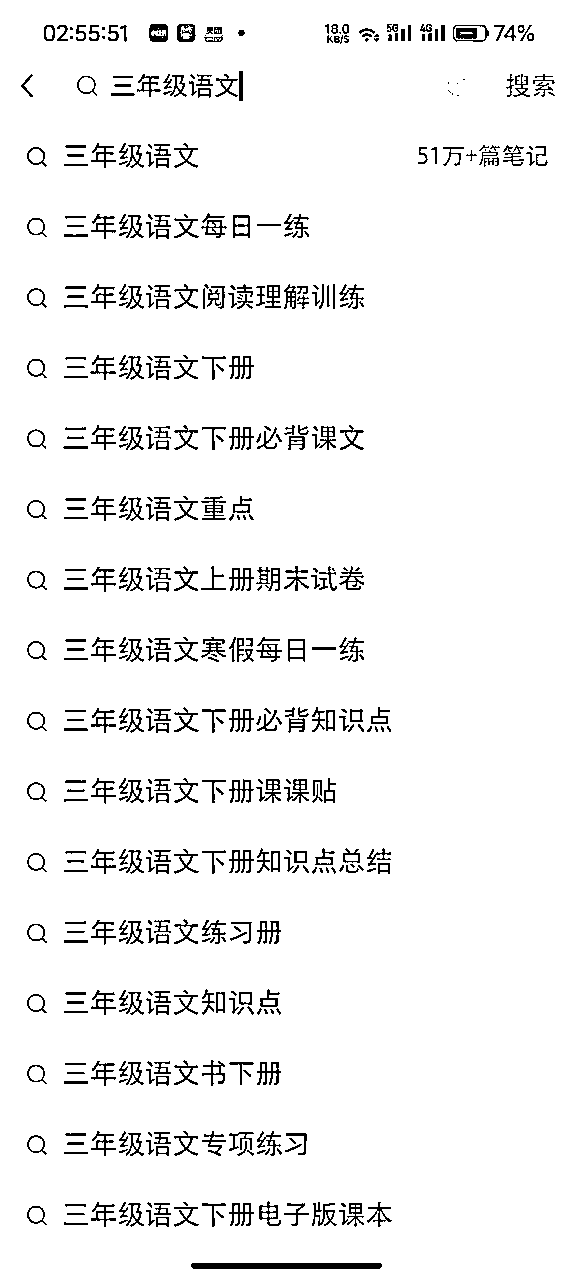 02:55:51 18.0 KB/S 5G 4G 74%
三年级语文 搜索
三年级语文 51万+篇笔记
三年级语文每日一练
三年级语文阅读理解训练
三年级语文下册
三年级语文下册必背课文
三年级语文重点
三年级语文上册期末试卷
三年级语文寒假每日一练
三年级语文下册必背知识点
三年级语文下册课课贴
三年级语文下册知识点总结
三年级语文练习册
三年级语文知识点
三年级语文书下册
三年级语文专项练习
三年级语文下册电子版课本